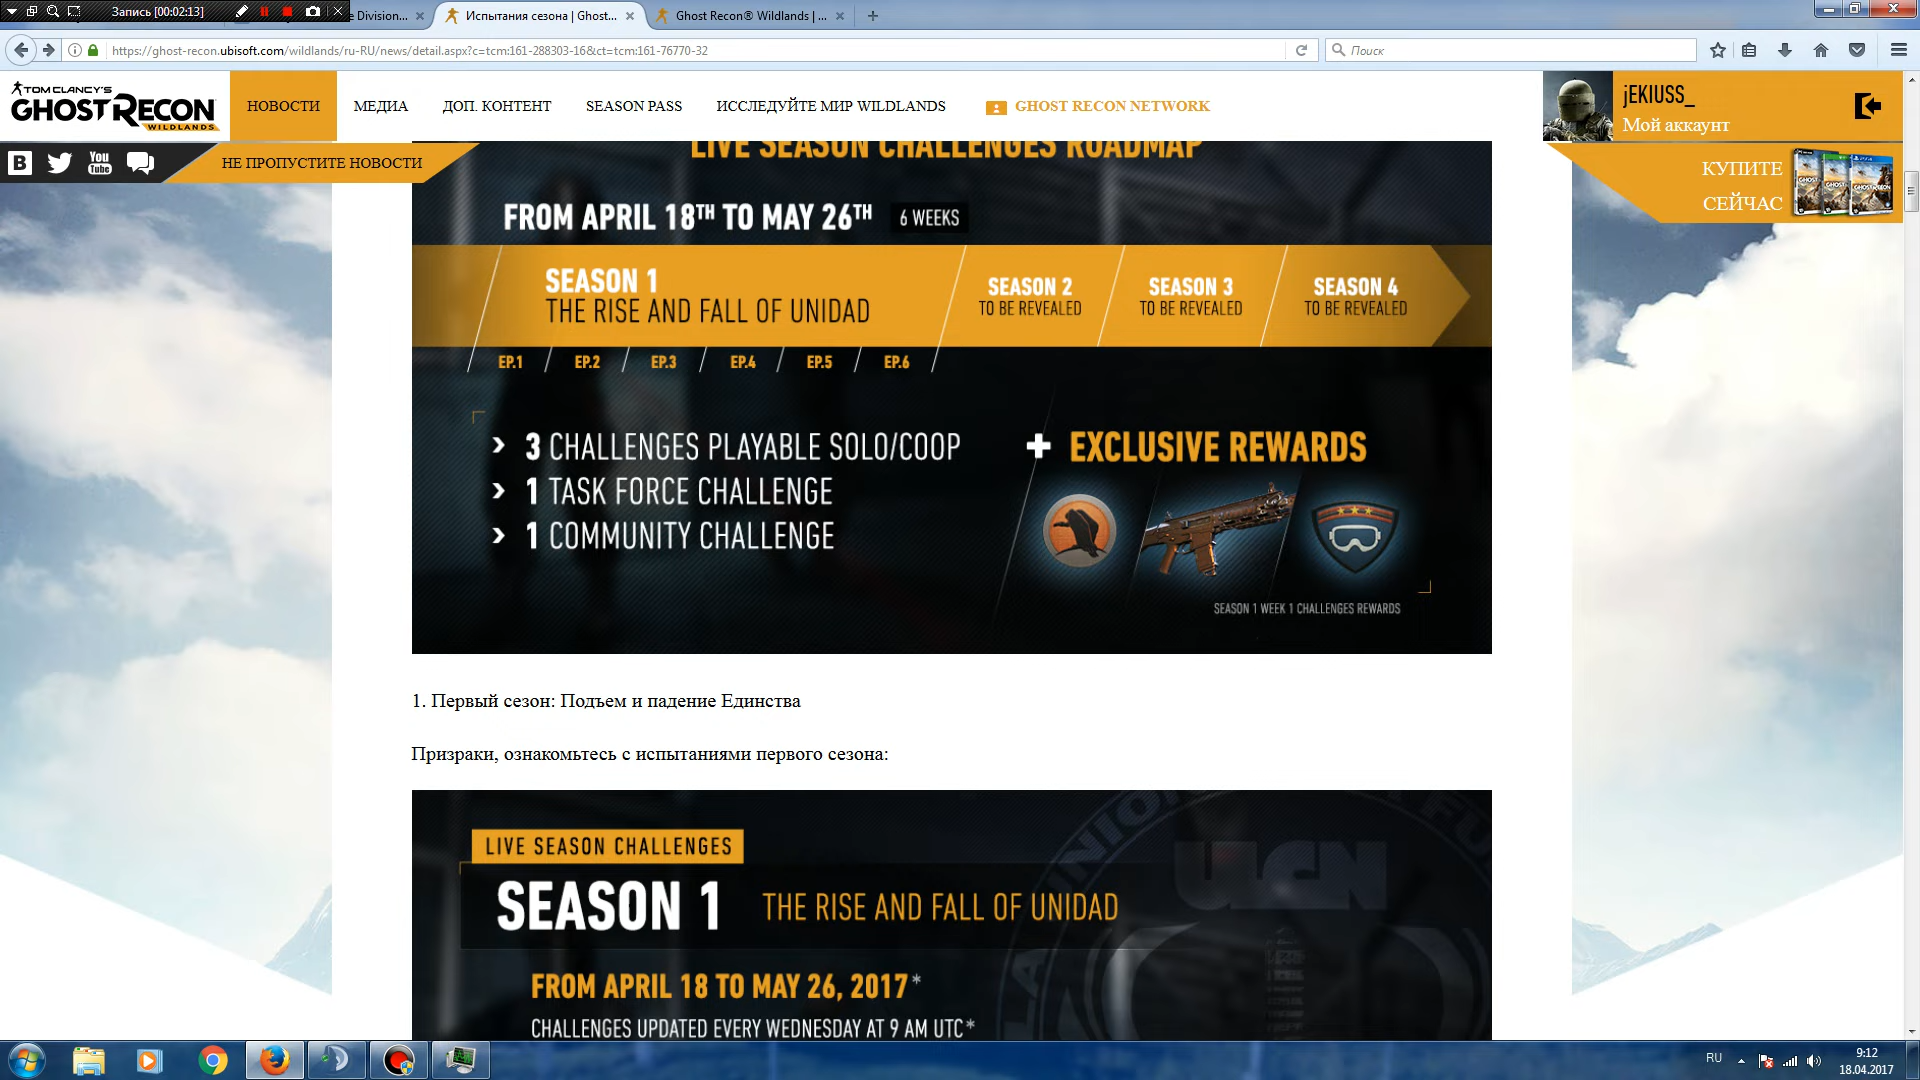 Запись [00:02:13]
e Division...
Испытания сезона | Ghost...
Ghost Recon® Wildlands | ...
https://ghost-recon.ubisoft.com/wildlands/ru-RU/news/detail.aspx?c=tcm:161-288303-16&ct=tcm:161-76770-32
Поиск
TOM CLANCY'S
GHOST RECON
WILDLANDS
НОВОСТИ
МЕДИА
ДОП. КОНТЕНТ
SEASON PASS
ИССЛЕДУЙТЕ МИР WILDLANDS
GHOST RECON NETWORK
jEKIUSS_
Мой аккаунт
B
You
Tube
НЕ ПРОПУСТИТЕ НОВОСТИ
КУПИТЕ
СЕЙЧАС
LIVE SEASON CHALLENGES ROADMAP
FROM APRIL 18TH TO MAY 26TH
6 WEEKS
SEASON 1
THE RISE AND FALL OF UNIDAD
SEASON 2
TO BE REVEALED
SEASON 3
TO BE REVEALED
SEASON 4
TO BE REVEALED
EP.1 EP.2 EP.3 EP.4 EP.5 EP.6
3 CHALLENGES PLAYABLE SOLO/COOP
1 TASK FORCE CHALLENGE
1 COMMUNITY CHALLENGE
+ EXCLUSIVE REWARDS
SEASON 1 WEEK 1 CHALLENGES REWARDS
1. Первый сезон: Подъем и падение Единства
Призраки, ознакомьтесь с испытаниями первого сезона:
LIVE SEASON CHALLENGES
SEASON 1
THE RISE AND FALL OF UNIDAD
FROM APRIL 18 TO MAY 26, 2017*
CHALLENGES UPDATED EVERY WEDNESDAY AT 9 AM UTC*
RU
9:12
18.04.2017